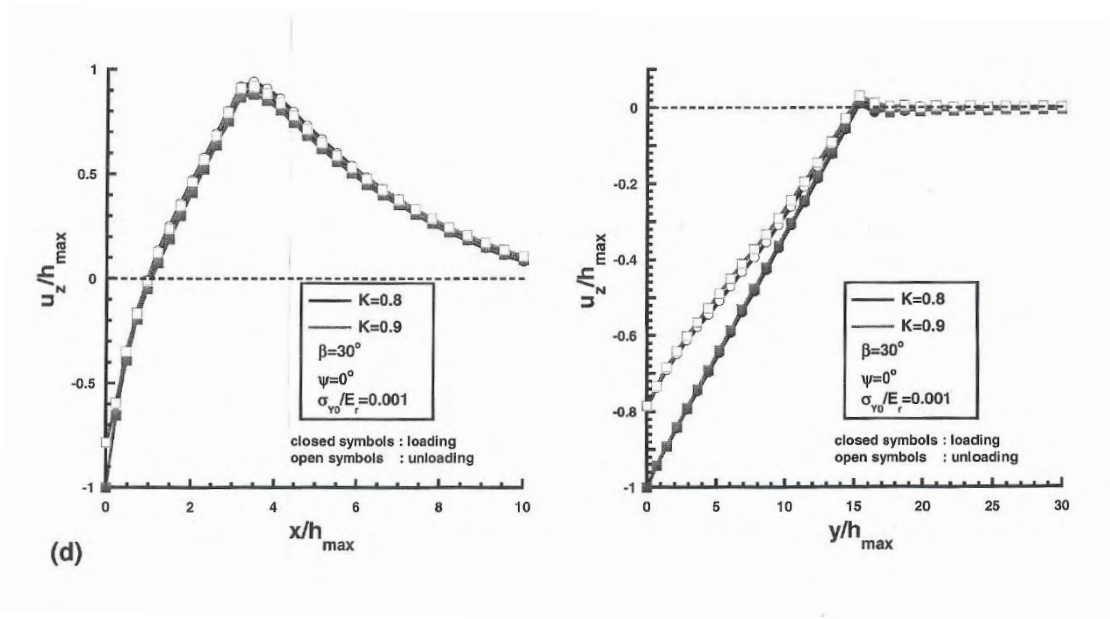 1
0.5
0
-0.5
-1
u_z/h_max
0
2
4
6
8
10
x/h_max
K=0.8
K=0.9
β=30°
ψ=0°
σ_Y0/E_r=0.001
closed symbols : loading
open symbols : unloading
(d)
0
-0.2
-0.4
-0.6
-0.8
-1
u_z/h_max
0
5
10
15
20
25
30
y/h_max
K=0.8
K=0.9
β=30°
ψ=0°
σ_Y0/E_r=0.001
closed symbols : loading
open symbols : unloading